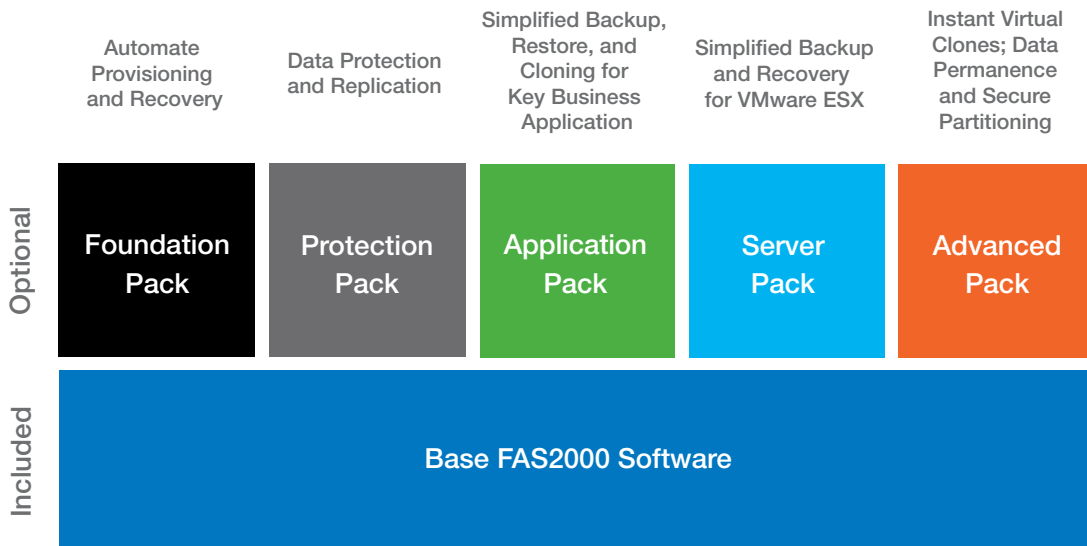 Automate
Provisioning
and Recovery
Data Protection
and Replication
Simplified Backup,
Restore, and
Cloning for
Key Business
Application
Simplified Backup
and Recovery
for VMware ESX
Instant Virtual
Clones; Data
Permanence
and Secure
Partitioning
Optional
Foundation
Pack
Protection
Pack
Application
Pack
Server
Pack
Advanced
Pack
Included
Base FAS2000 Software